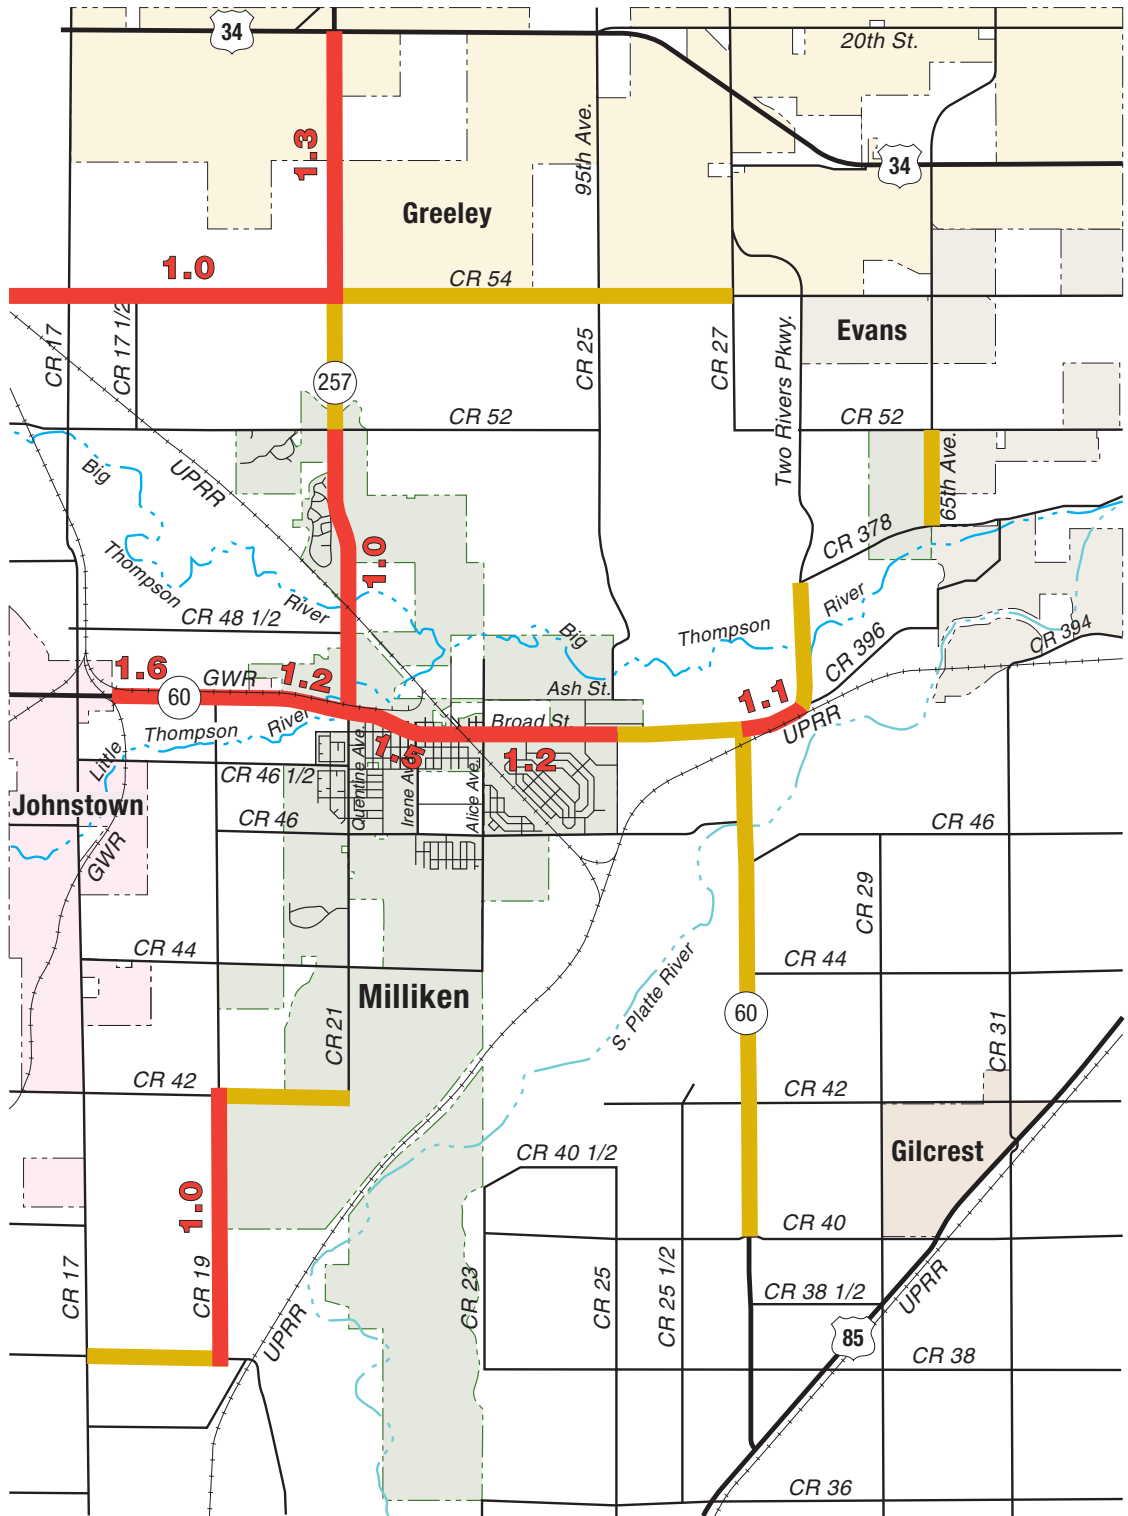 34
20th St.
1.3
95th Ave.
34
Greeley
1.0
CR 54
CR 17
CR 17 1/2
CR 25
CR 27
Two Rivers Pkwy.
Evans
257
CR 52
CR 52
Big
UPRR
65th Ave.
CR 378
Thompson
1.0
River
River
CR 48 1/2
Big
Thompson
CR 396
CR 394
1.6
GWR
1.2
60
Ash St.
1.1
River
Thompson
Broad St.
UPRR
Little
1.5
1.2
CR 46 1/2
Quentine Ave.
Irene Ave.
Alice Ave.
Johnstown
CR 46
CR 46
GWR
CR 29
CR 44
CR 44
Milliken
S. Platte River
60
CR 21
CR 31
CR 42
CR 42
CR 40 1/2
Gilcrest
1.0
CR 40
CR 17
CR 19
CR 23
CR 25
CR 25 1/2
CR 38 1/2
UPRR
UPRR
85
CR 38
CR 36